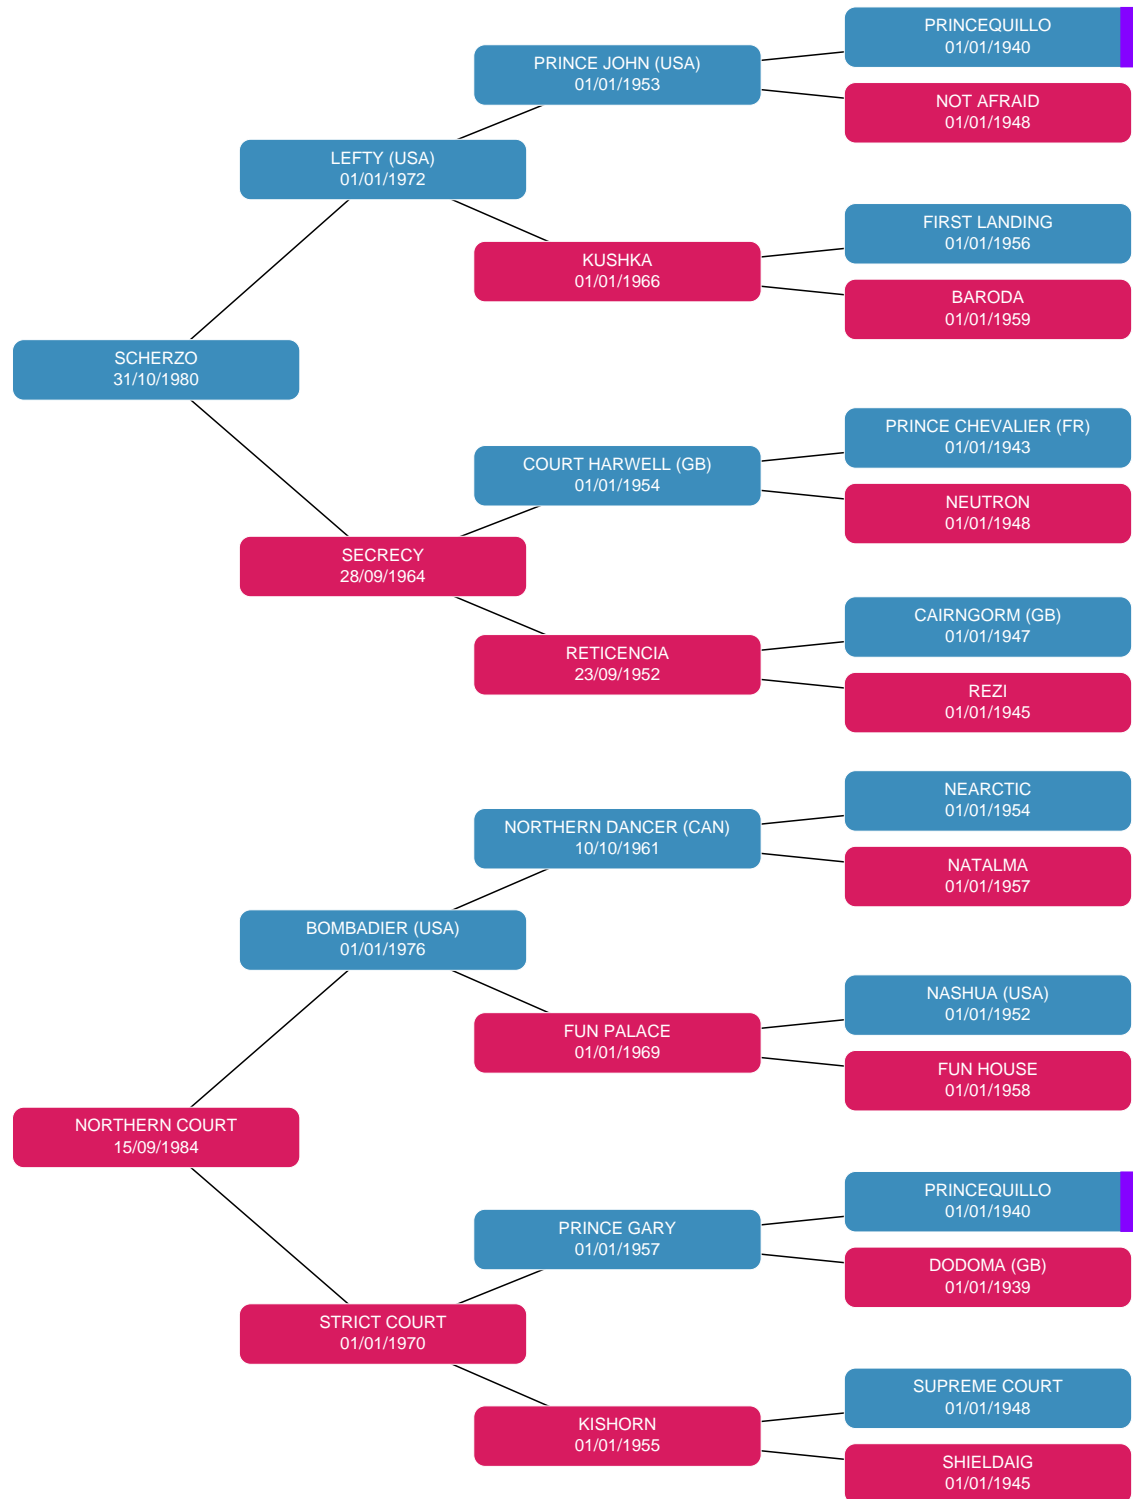 PRINCEQUILLO
01/01/1940
PRINCE JOHN (USA)
01/01/1953
NOT AFRAID
01/01/1948
LEFTY (USA)
01/01/1972
FIRST LANDING
01/01/1956
KUSHKA
01/01/1966
BARODA
01/01/1959
SCHERZO
31/10/1980
PRINCE CHEVALIER (FR)
01/01/1943
COURT HARWELL (GB)
01/01/1954
NEUTRON
01/01/1948
SECRECY
28/09/1964
CAIRNGORM (GB)
01/01/1947
RETICENCIA
23/09/1952
REZI
01/01/1945
NEARCTIC
01/01/1954
NORTHERN DANCER (CAN)
10/10/1961
NATALMA
01/01/1957
BOMBADIER (USA)
01/01/1976
NASHUA (USA)
01/01/1952
FUN PALACE
01/01/1969
FUN HOUSE
01/01/1958
NORTHERN COURT
15/09/1984
PRINCEQUILLO
01/01/1940
PRINCE GARY
01/01/1957
DODOMA (GB)
01/01/1939
STRICT COURT
01/01/1970
SUPREME COURT
01/01/1948
KISHORN
01/01/1955
SHIELDAIG
01/01/1945